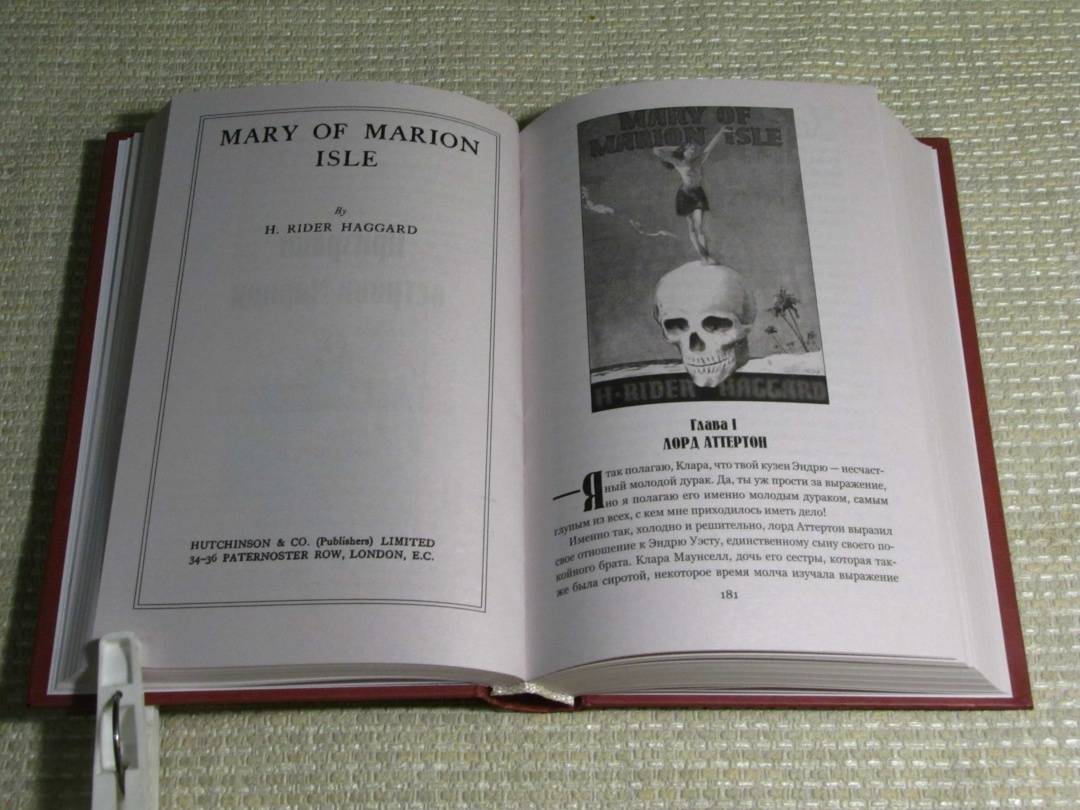 MARY OF MARION
ISLE
By
H. RIDER HAGGARD
HUTCHINSON & CO. (Publishers) LIMITED
34-36 PATERNOSTER ROW, LONDON, E.C.
MARY OF
MARION ISLE
H·RIDER HAGGARD
Глава I
ЛОРД АТТЕРТОН
—Я так полагаю, Клара, что твой кузен Эндрю — несчаст-
ный молодой дурак. Да, ты уж прости за выражение,
но я полагаю его именно молодым дураком, самым
глупым из всех, с кем мне приходилось иметь дело!
Именно так, холодно и решительно, лорд Аттертон выразил
свое отношение к Эндрю Уэсту, единственному сыну своего по-
койного брата. Клара Маунселл, дочь его сестры, которая так-
же была сиротой, некоторое время молча изучала выражение
181